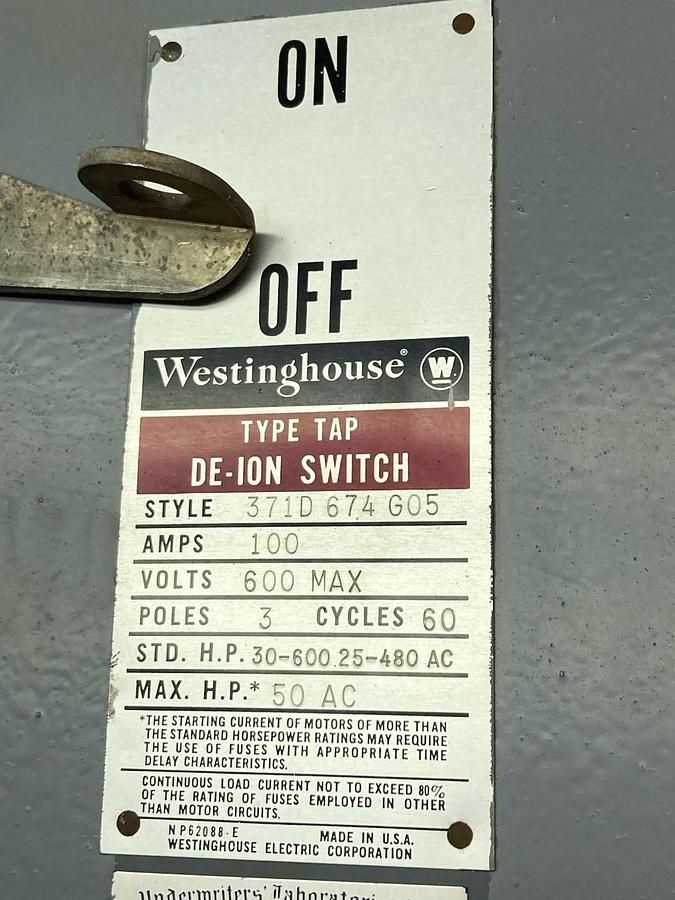 ON
OFF
Westinghouse® W
TYPE TAP
DE-ION SWITCH
STYLE 371D 674 G05
AMPS 100
VOLTS 600 MAX
POLES 3 CYCLES 60
STD. H.P. 30-600 25-480 AC
MAX. H.P.* 50 AC
*THE STARTING CURRENT OF MOTORS OF MORE THAN
THE STANDARD HORSEPOWER RATINGS MAY REQUIRE
THE USE OF FUSES WITH APPROPRIATE TIME
DELAY CHARACTERISTICS.
CONTINUOUS LOAD CURRENT NOT TO EXCEED 80%
OF THE RATING OF FUSES EMPLOYED IN OTHER
THAN MOTOR CIRCUITS.
NP62088-E MADE IN U.S.A.
WESTINGHOUSE ELECTRIC CORPORATION
Underwriters'